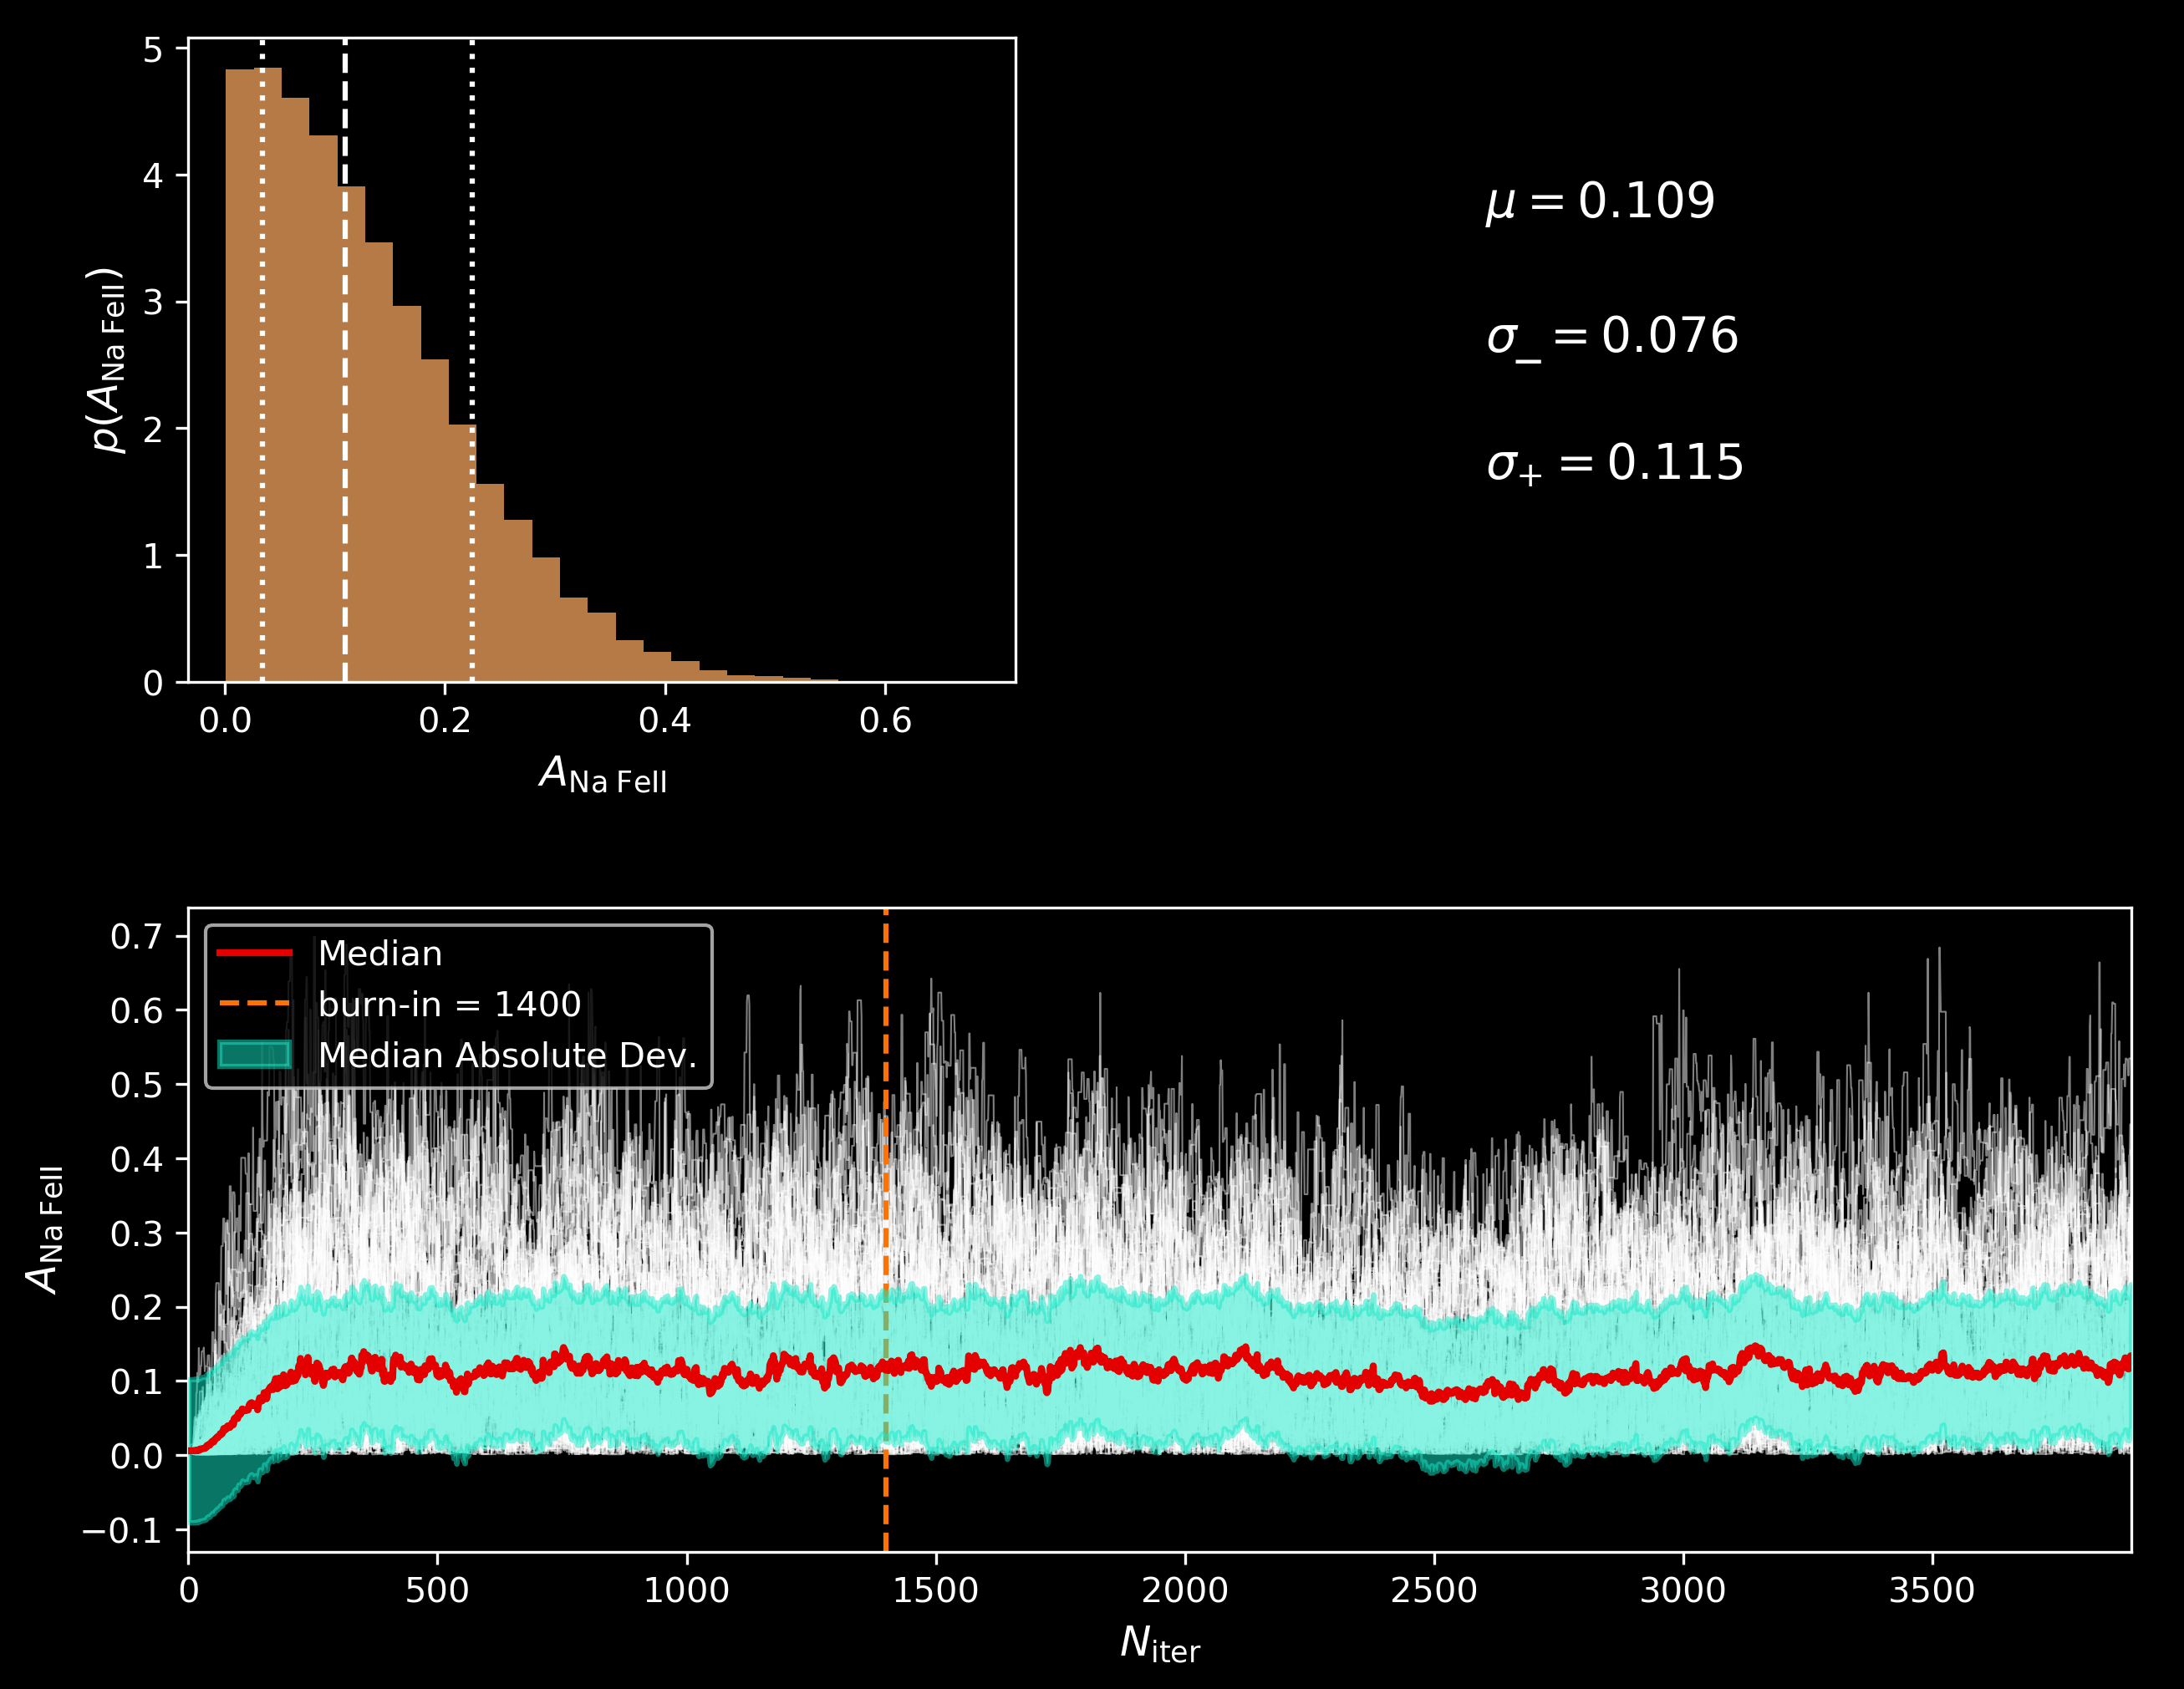 5
4
3
2
1
0
p(A_Na FeII)
0.0 0.2 0.4 0.6
A_Na FeII
μ = 0.109
σ_− = 0.076
σ_+ = 0.115
Median
burn-in = 1400
Median Absolute Dev.
0.7
0.6
0.5
0.4
0.3
0.2
0.1
0.0
−0.1
A_Na FeII
0 500 1000 1500 2000 2500 3000 3500
N_iter